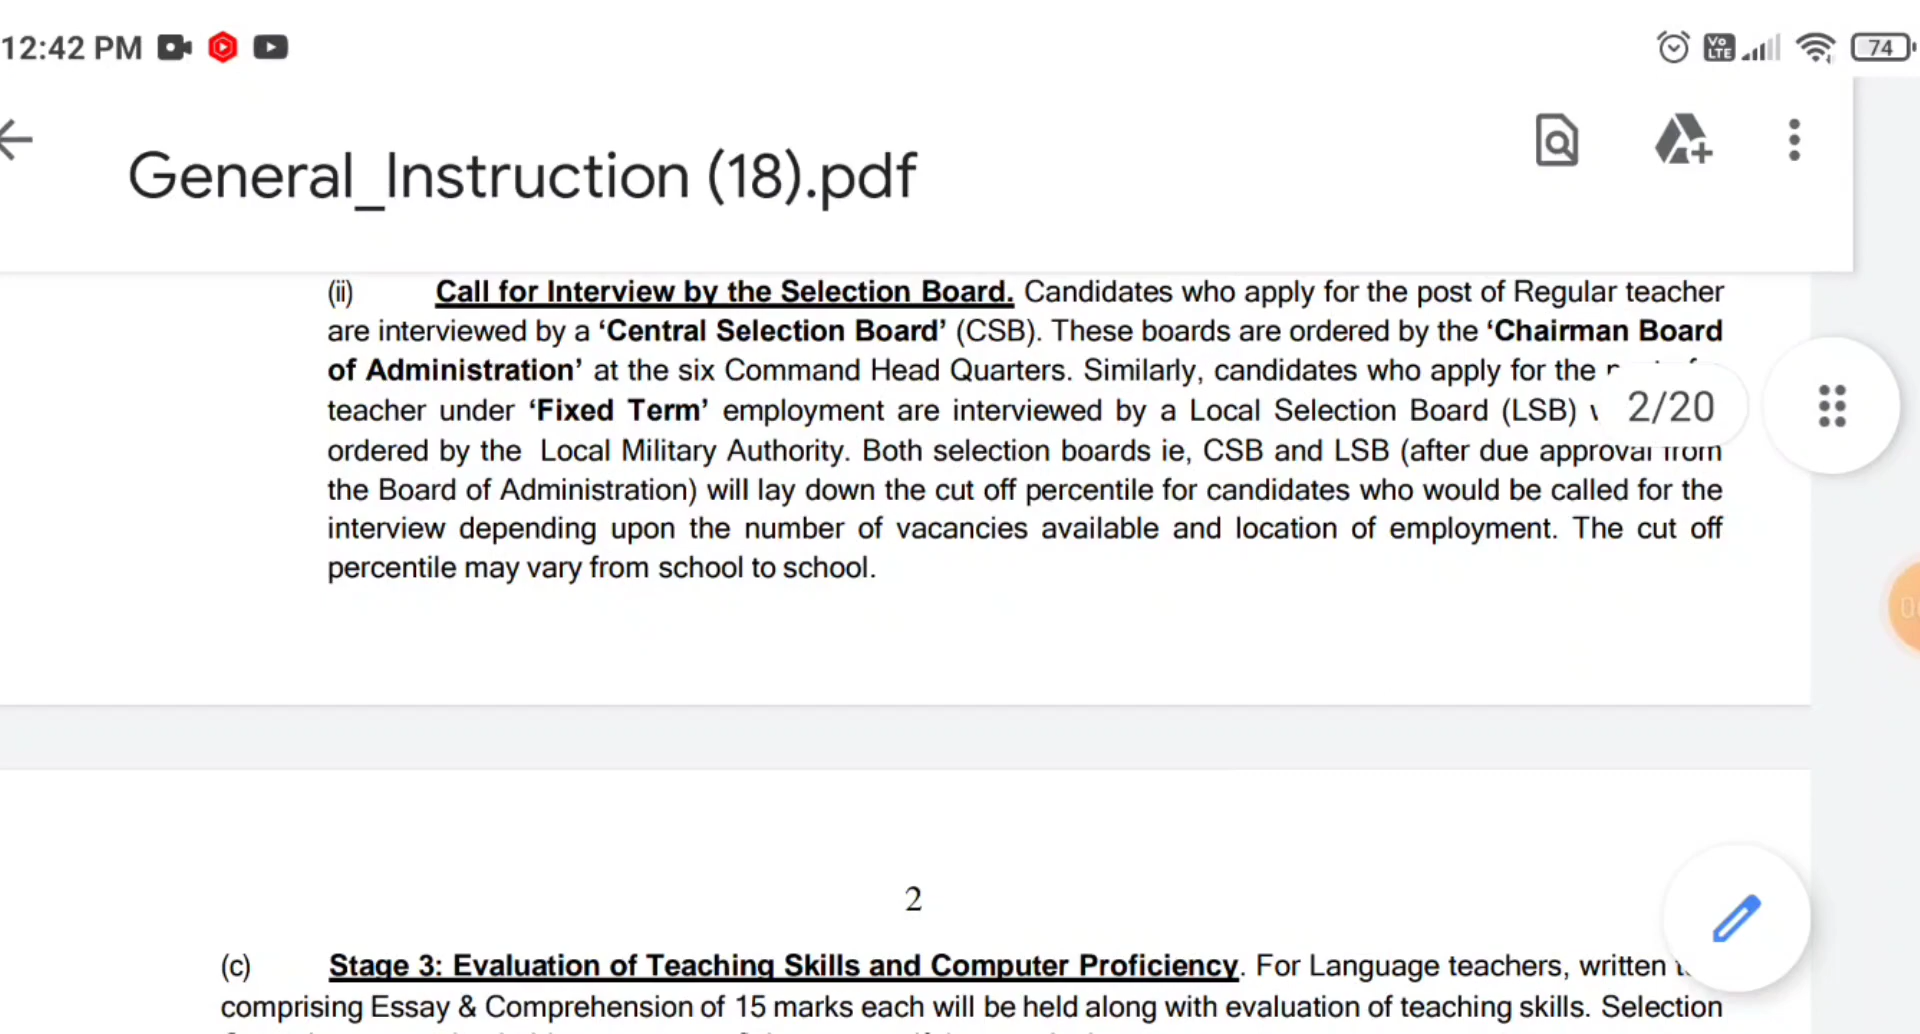 12:42 PM
Vo LTE
74
General_Instruction (18).pdf
(ii) Call for Interview by the Selection Board. Candidates who apply for the post of Regular teacher
are interviewed by a ‘Central Selection Board’ (CSB). These boards are ordered by the ‘Chairman Board
of Administration’ at the six Command Head Quarters. Similarly, candidates who apply for the
teacher under ‘Fixed Term’ employment are interviewed by a Local Selection Board (LSB)
2/20
ordered by the Local Military Authority. Both selection boards ie, CSB and LSB (after due approval from
the Board of Administration) will lay down the cut off percentile for candidates who would be called for the
interview depending upon the number of vacancies available and location of employment. The cut off
percentile may vary from school to school.
2
(c) Stage 3: Evaluation of Teaching Skills and Computer Proficiency. For Language teachers, written
comprising Essay & Comprehension of 15 marks each will be held along with evaluation of teaching skills. Selection